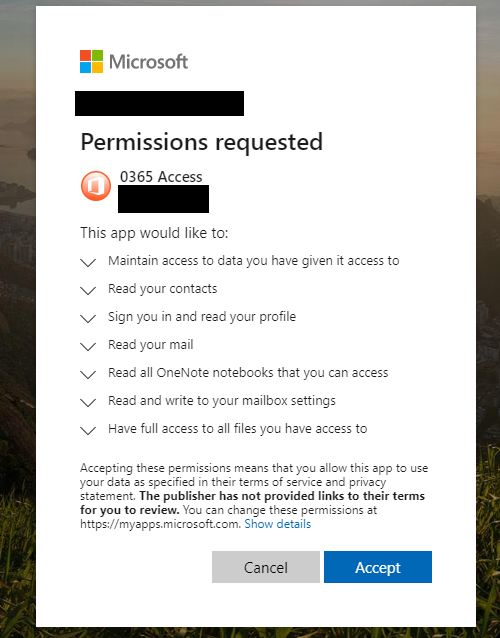 Microsoft
Permissions requested
0365 Access
This app would like to:
Maintain access to data you have given it access to
Read your contacts
Sign you in and read your profile
Read your mail
Read all OneNote notebooks that you can access
Read and write to your mailbox settings
Have full access to all files you have access to
Accepting these permissions means that you allow this app to use
your data as specified in their terms of service and privacy
statement. The publisher has not provided links to their terms
for you to review. You can change these permissions at
https://myapps.microsoft.com. Show details
Cancel
Accept